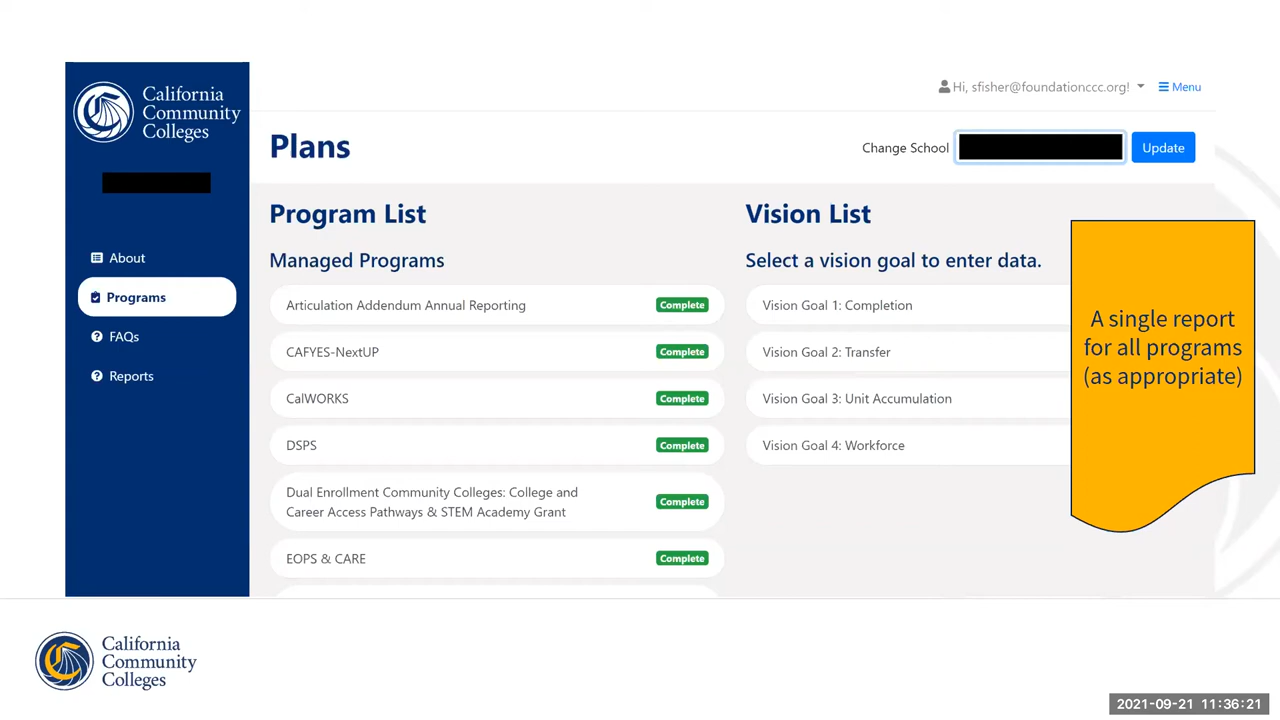 California
Community
Colleges
Hi, sfisher@foundationccc.org!
Menu
Plans
Change School
Update
About
Programs
FAQs
Reports
Program List
Managed Programs
Articulation Addendum Annual Reporting Complete
CAFYES-NextUP Complete
CalWORKS Complete
DSPS Complete
Dual Enrollment Community Colleges: College and
Career Access Pathways & STEM Academy Grant
Complete
EOPS & CARE Complete
Vision List
Select a vision goal to enter data.
Vision Goal 1: Completion
Vision Goal 2: Transfer
Vision Goal 3: Unit Accumulation
Vision Goal 4: Workforce
A single report
for all programs
(as appropriate)
California
Community
Colleges
2021-09-21 11:36:21